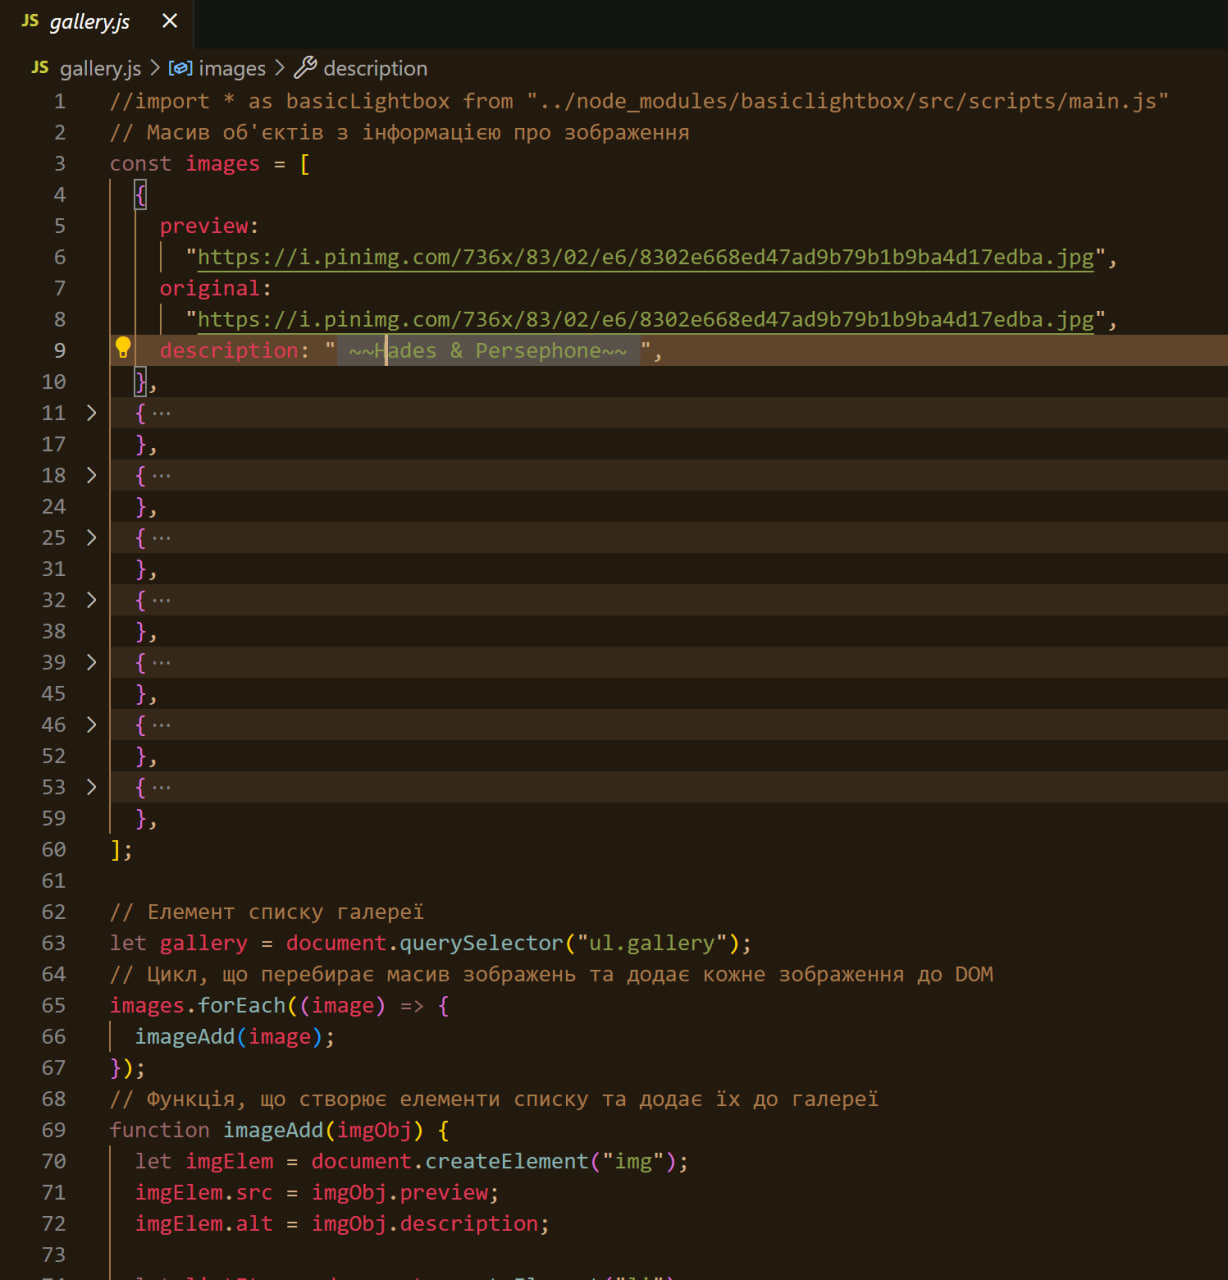 JS gallery.js ×
JS gallery.js > images > description
1 //import * as basicLightbox from "../node_modules/basiclightbox/src/scripts/main.js"
2 // Масив об'єктів з інформацією про зображення
3 const images = [
4 {
5 preview:
6 "https://i.pinimg.com/736x/83/02/e6/8302e668ed47ad9b79b1b9ba4d17edba.jpg",
7 original:
8 "https://i.pinimg.com/736x/83/02/e6/8302e668ed47ad9b79b1b9ba4d17edba.jpg",
9 description: " ~~Hades & Persephone~~ ",
10 },
11 { ...
17 },
18 { ...
24 },
25 { ...
31 },
32 { ...
38 },
39 { ...
45 },
46 { ...
52 },
53 { ...
59 },
60 ];
61
62 // Елемент списку галереї
63 let gallery = document.querySelector("ul.gallery");
64 // Цикл, що перебирає масив зображень та додає кожне зображення до DOM
65 images.forEach((image) => {
66 imageAdd(image);
67 });
68 // Функція, що створює елементи списку та додає їх до галереї
69 function imageAdd(imgObj) {
70 let imgElem = document.createElement("img");
71 imgElem.src = imgObj.preview;
72 imgElem.alt = imgObj.description;
73